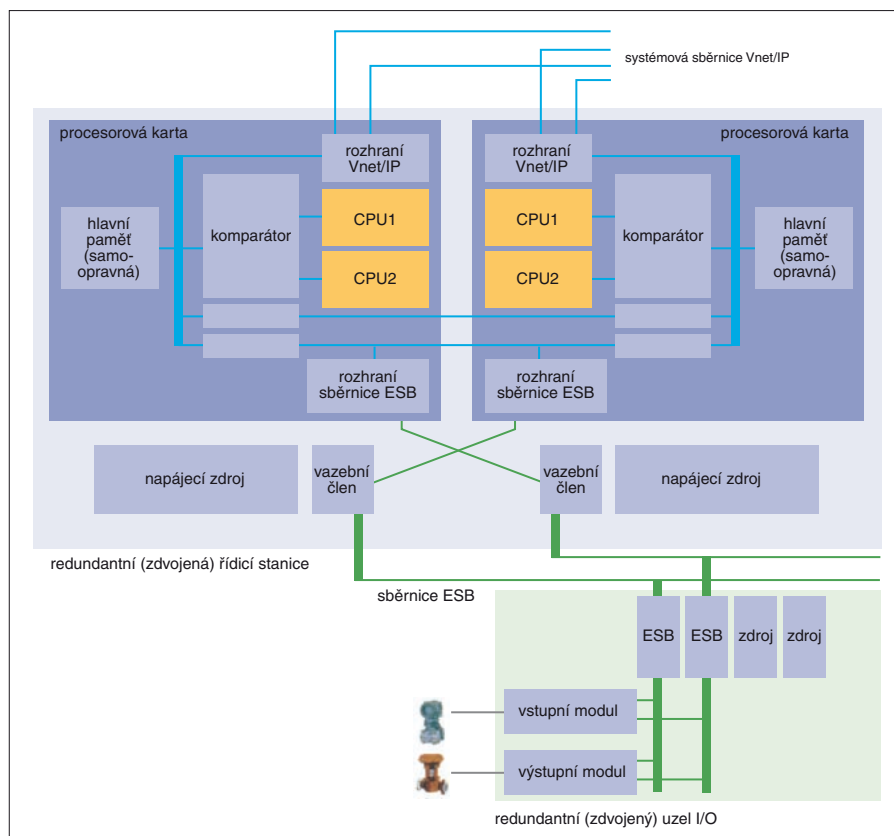 systémová sběrnice Vnet/IP
procesorová karta
procesorová karta
rozhraní
Vnet/IP
rozhraní
Vnet/IP
hlavní
paměť
(samo-
opravná)
komparátor
CPU1
CPU2
CPU1
CPU2
komparátor
hlavní
paměť
(samo-
opravná)
rozhraní
sběrnice ESB
rozhraní
sběrnice ESB
napájecí zdroj
vazební
člen
vazební
člen
napájecí zdroj
redundantní (zdvojená) řídicí stanice
sběrnice ESB
ESB
ESB
zdroj
zdroj
vstupní modul
výstupní modul
redundantní (zdvojený) uzel I/O